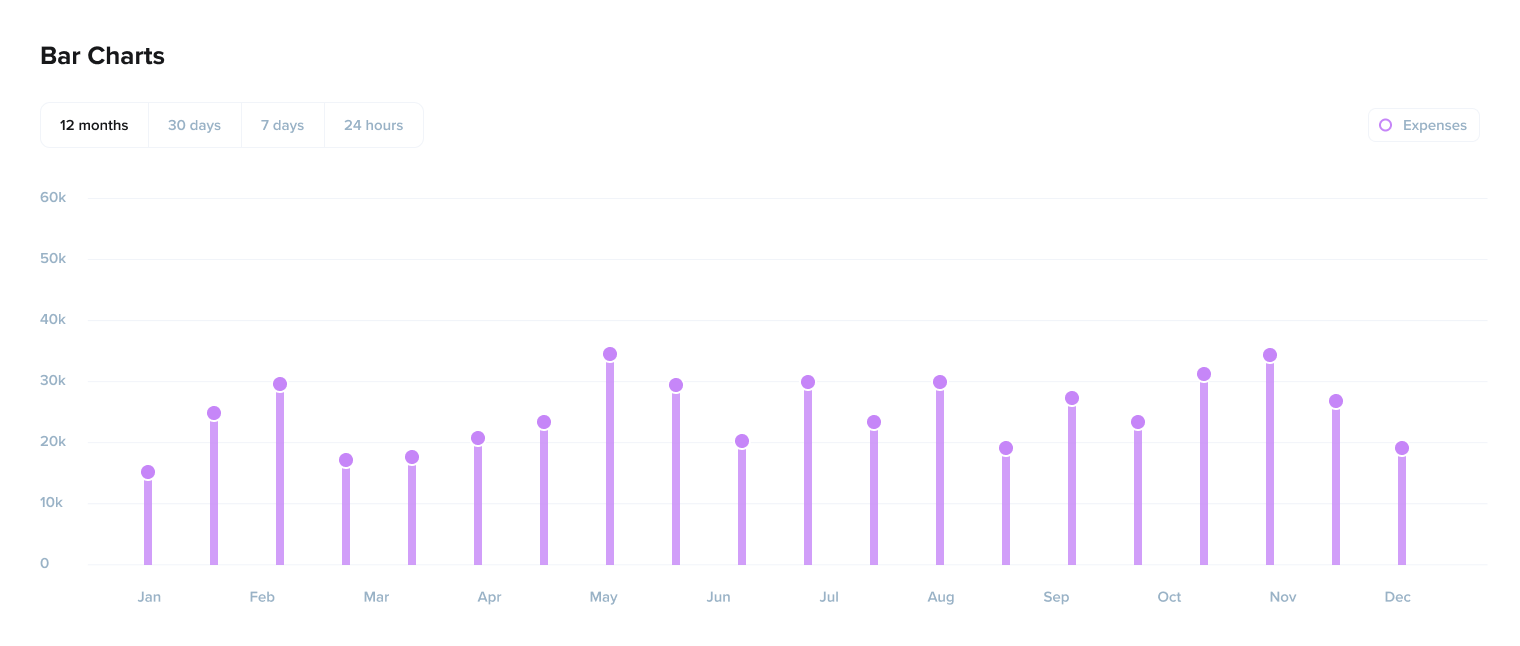 Bar Charts
12 months 30 days 7 days 24 hours Expenses
60k
50k
40k
30k
20k
10k
0
Jan Feb Mar Apr May Jun Jul Aug Sep Oct Nov Dec